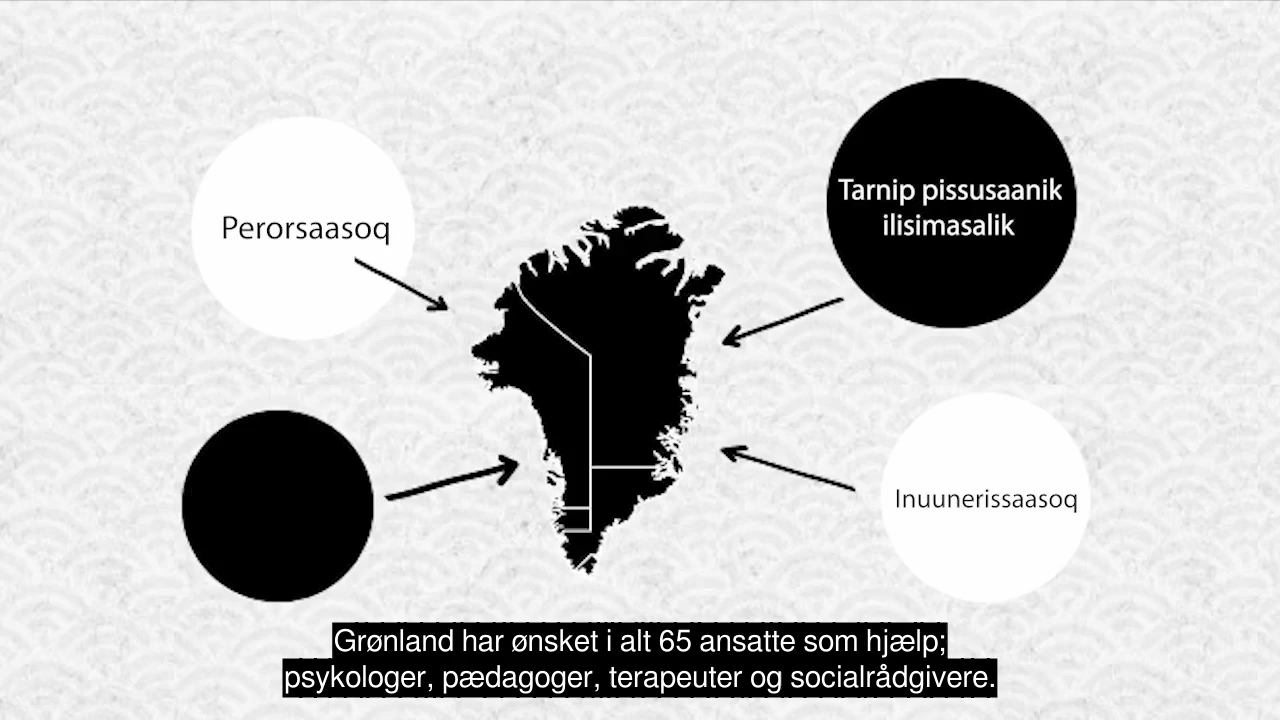 Perorsaasoq
Tarnip pissusaanik
ilisimasalik
Inuunerissaasoq
Grønland har ønsket i alt 65 ansatte som hjælp;
psykologer, pædagoger, terapeuter og socialrådgivere.